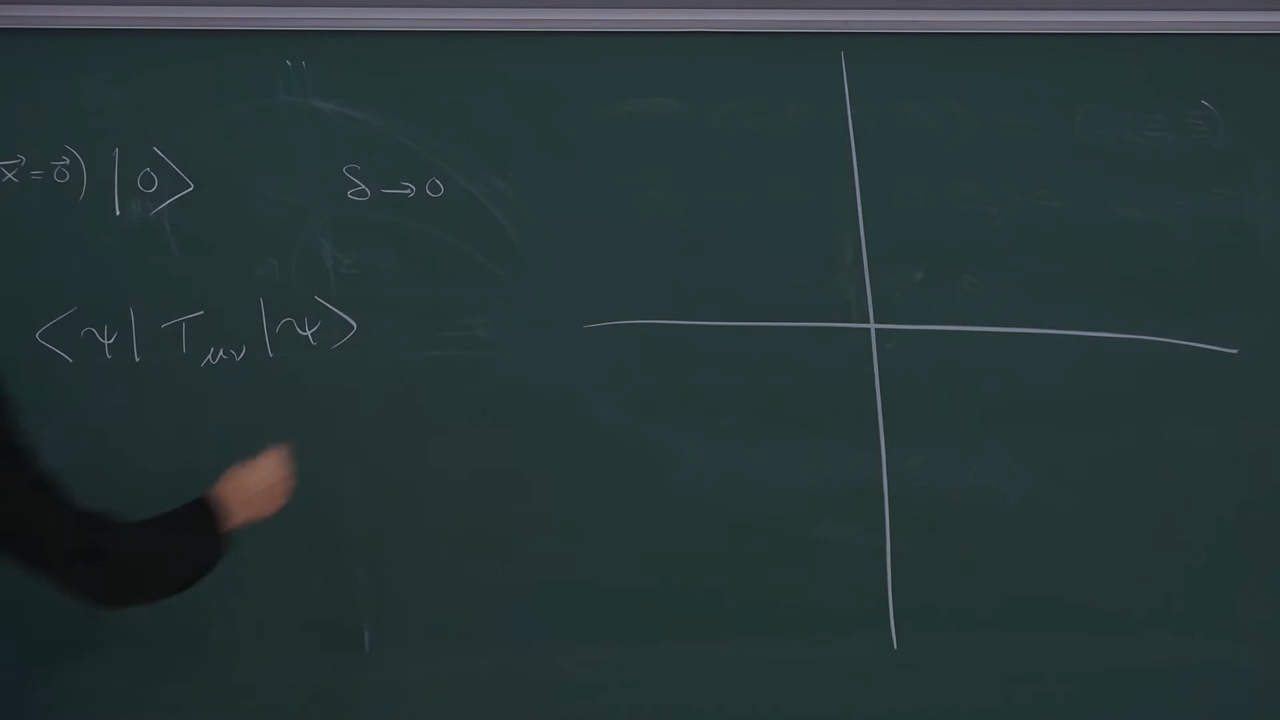 x⃗ = 0⃗) |0⟩ δ → 0
⟨ψ| T_μν |ψ⟩